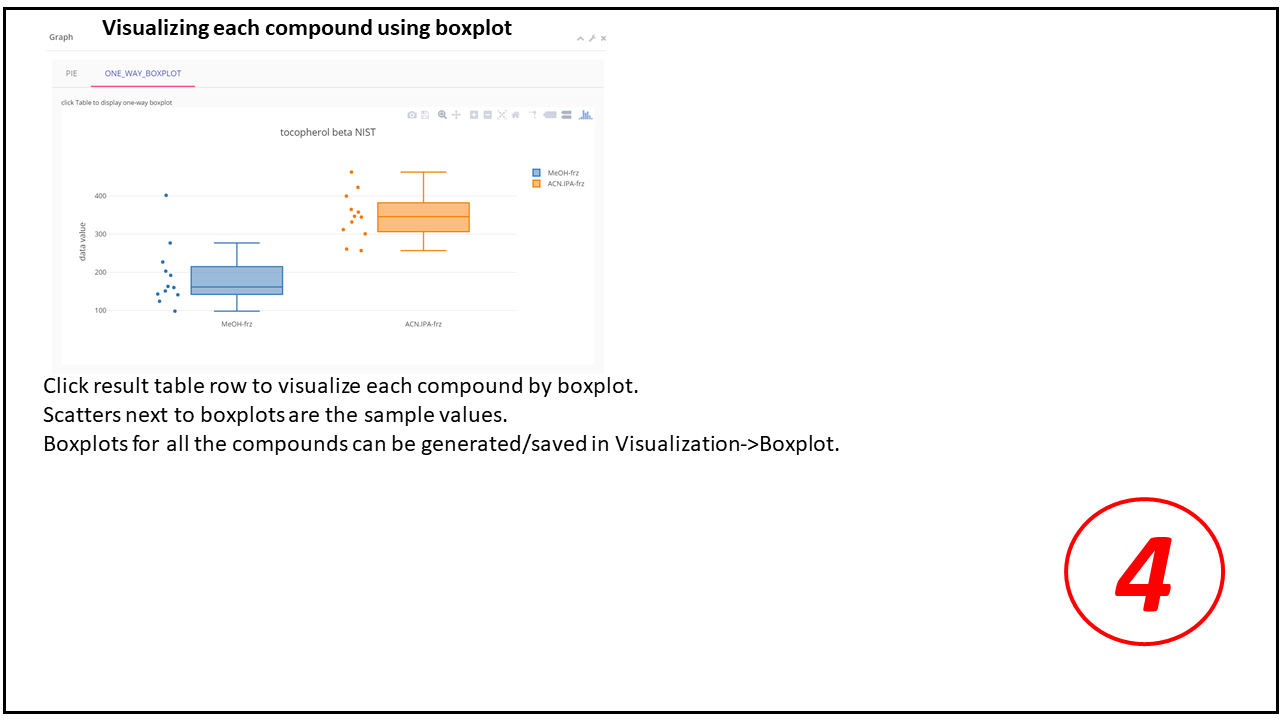 Visualizing each compound using boxplot
Graph
PIE ONE_WAY_BOXPLOT
click Table to display one-way boxplot
tocopherol beta NIST
MeOH-frz
ACN.IPA-frz
data value
400
300
200
100
MeOH-frz ACN.IPA-frz
Click result table row to visualize each compound by boxplot.
Scatters next to boxplots are the sample values.
Boxplots for all the compounds can be generated/saved in Visualization->Boxplot.
4